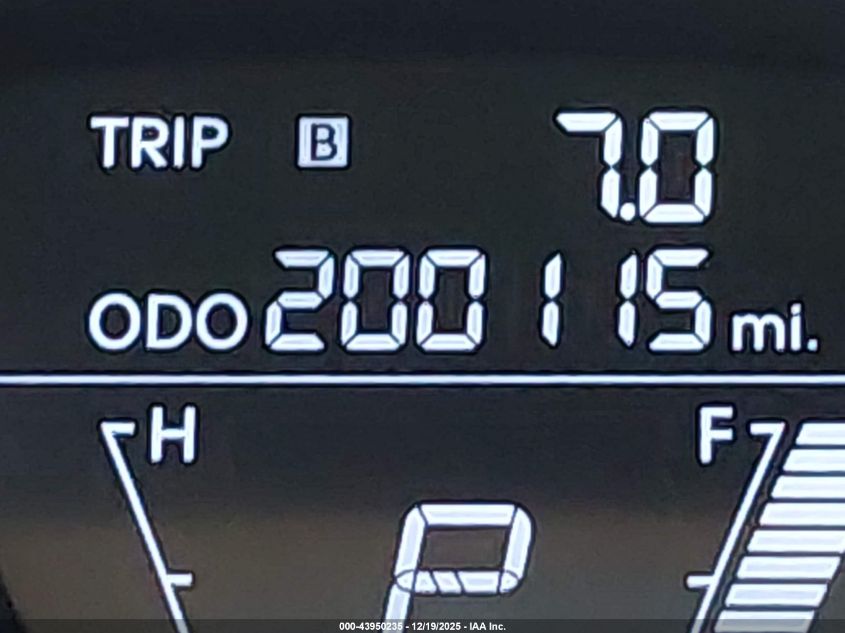 TRIP B 7.0
ODO 200115 mi.
H F
P
000-43950235 - 12/19/2025 - IAA Inc.